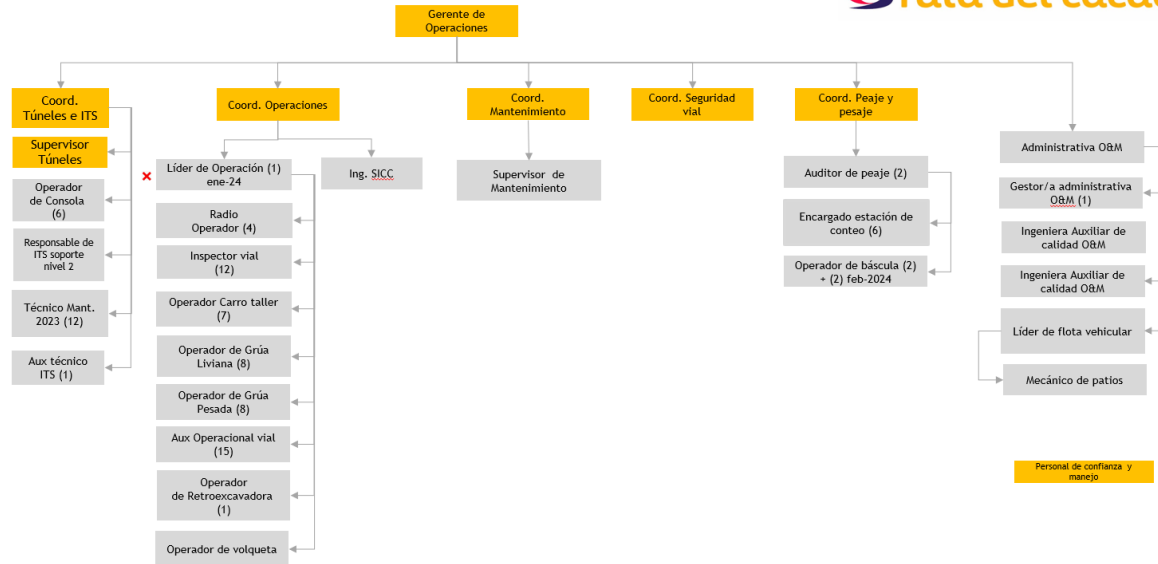 Gerente de
Operaciones
Coord.
Túneles e ITS
Supervisor
Túneles
Operador
de Consola
(6)
Responsable de
ITS soporte
nivel 2
Técnico Mant.
2023 (12)
Aux técnico
ITS (1)
Coord. Operaciones
Líder de Operación (1)
ene-24
Ing. SICC
Radio
Operador (4)
Inspector vial
(12)
Operador Carro taller
(7)
Operador de Grúa
Liviana (8)
Operador de Grúa
Pesada (8)
Aux Operacional vial
(15)
Operador
de Retroexcavadora
(1)
Operador de volqueta
Coord.
Mantenimiento
Supervisor de
Mantenimiento
Coord. Seguridad
vial
Coord. Peaje y
pesaje
Auditor de peaje (2)
Encargado estación de
conteo (6)
Operador de báscula (2)
+ (2) feb-2024
Administrativa O&M
Gestor/a administrativa
O&M (1)
Ingeniera Auxiliar de
calidad O&M
Ingeniera Auxiliar de
calidad O&M
Líder de flota vehicular
Mecánico de patios
Personal de confianza y
manejo